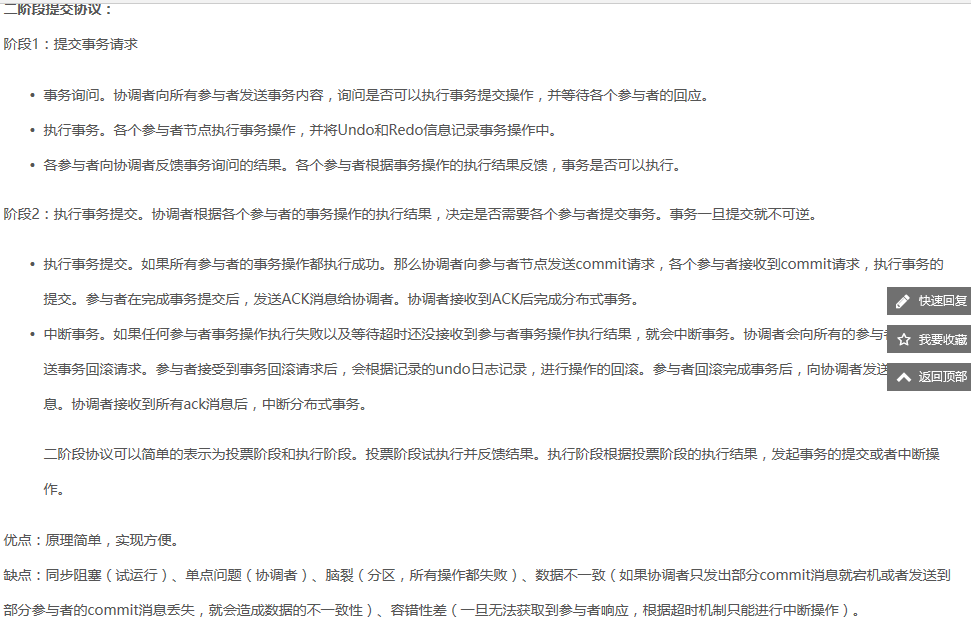 二阶段提交协议：
阶段1：提交事务请求
• 事务询问。协调者向所有参与者发送事务内容，询问是否可以执行事务提交操作，并等待各个参与者的回应。
• 执行事务。各个参与者节点执行事务操作，并将Undo和Redo信息记录事务操作中。
• 各参与者向协调者反馈事务询问的结果。各个参与者根据事务操作的执行结果反馈，事务是否可以执行。
阶段2：执行事务提交。协调者根据各个参与者的事务操作的执行结果，决定是否需要各个参与者提交事务。事务一旦提交就不可逆。
• 执行事务提交。如果所有参与者的事务操作都执行成功。那么协调者向参与者节点发送commit请求，各个参与者接收到commit请求，执行事务的
提交。参与者在完成事务提交后，发送ACK消息给协调者。协调者接收到ACK后完成分布式事务。
快速回复
• 中断事务。如果任何参与者事务操作执行失败以及等待超时还没接收到参与者事务操作执行结果，就会中断事务。协调者会向所有的参与
我要收藏
送事务回滚请求。参与者接受到事务回滚请求后，会根据记录的undo日志记录，进行操作的回滚。参与者回滚完成事务后，向协调者发送
返回顶部
息。协调者接收到所有ack消息后，中断分布式事务。
二阶段协议可以简单的表示为投票阶段和执行阶段。投票阶段试执行并反馈结果。执行阶段根据投票阶段的执行结果，发起事务的提交或者中断操
作。
优点：原理简单，实现方便。
缺点：同步阻塞（试运行）、单点问题（协调者）、脑裂（分区，所有操作都失败）、数据不一致（如果协调者只发出部分commit消息就宕机或者发送到
部分参与者的commit消息丢失，就会造成数据的不一致性）、容错性差（一旦无法获取到参与者响应，根据超时机制只能进行中断操作）。